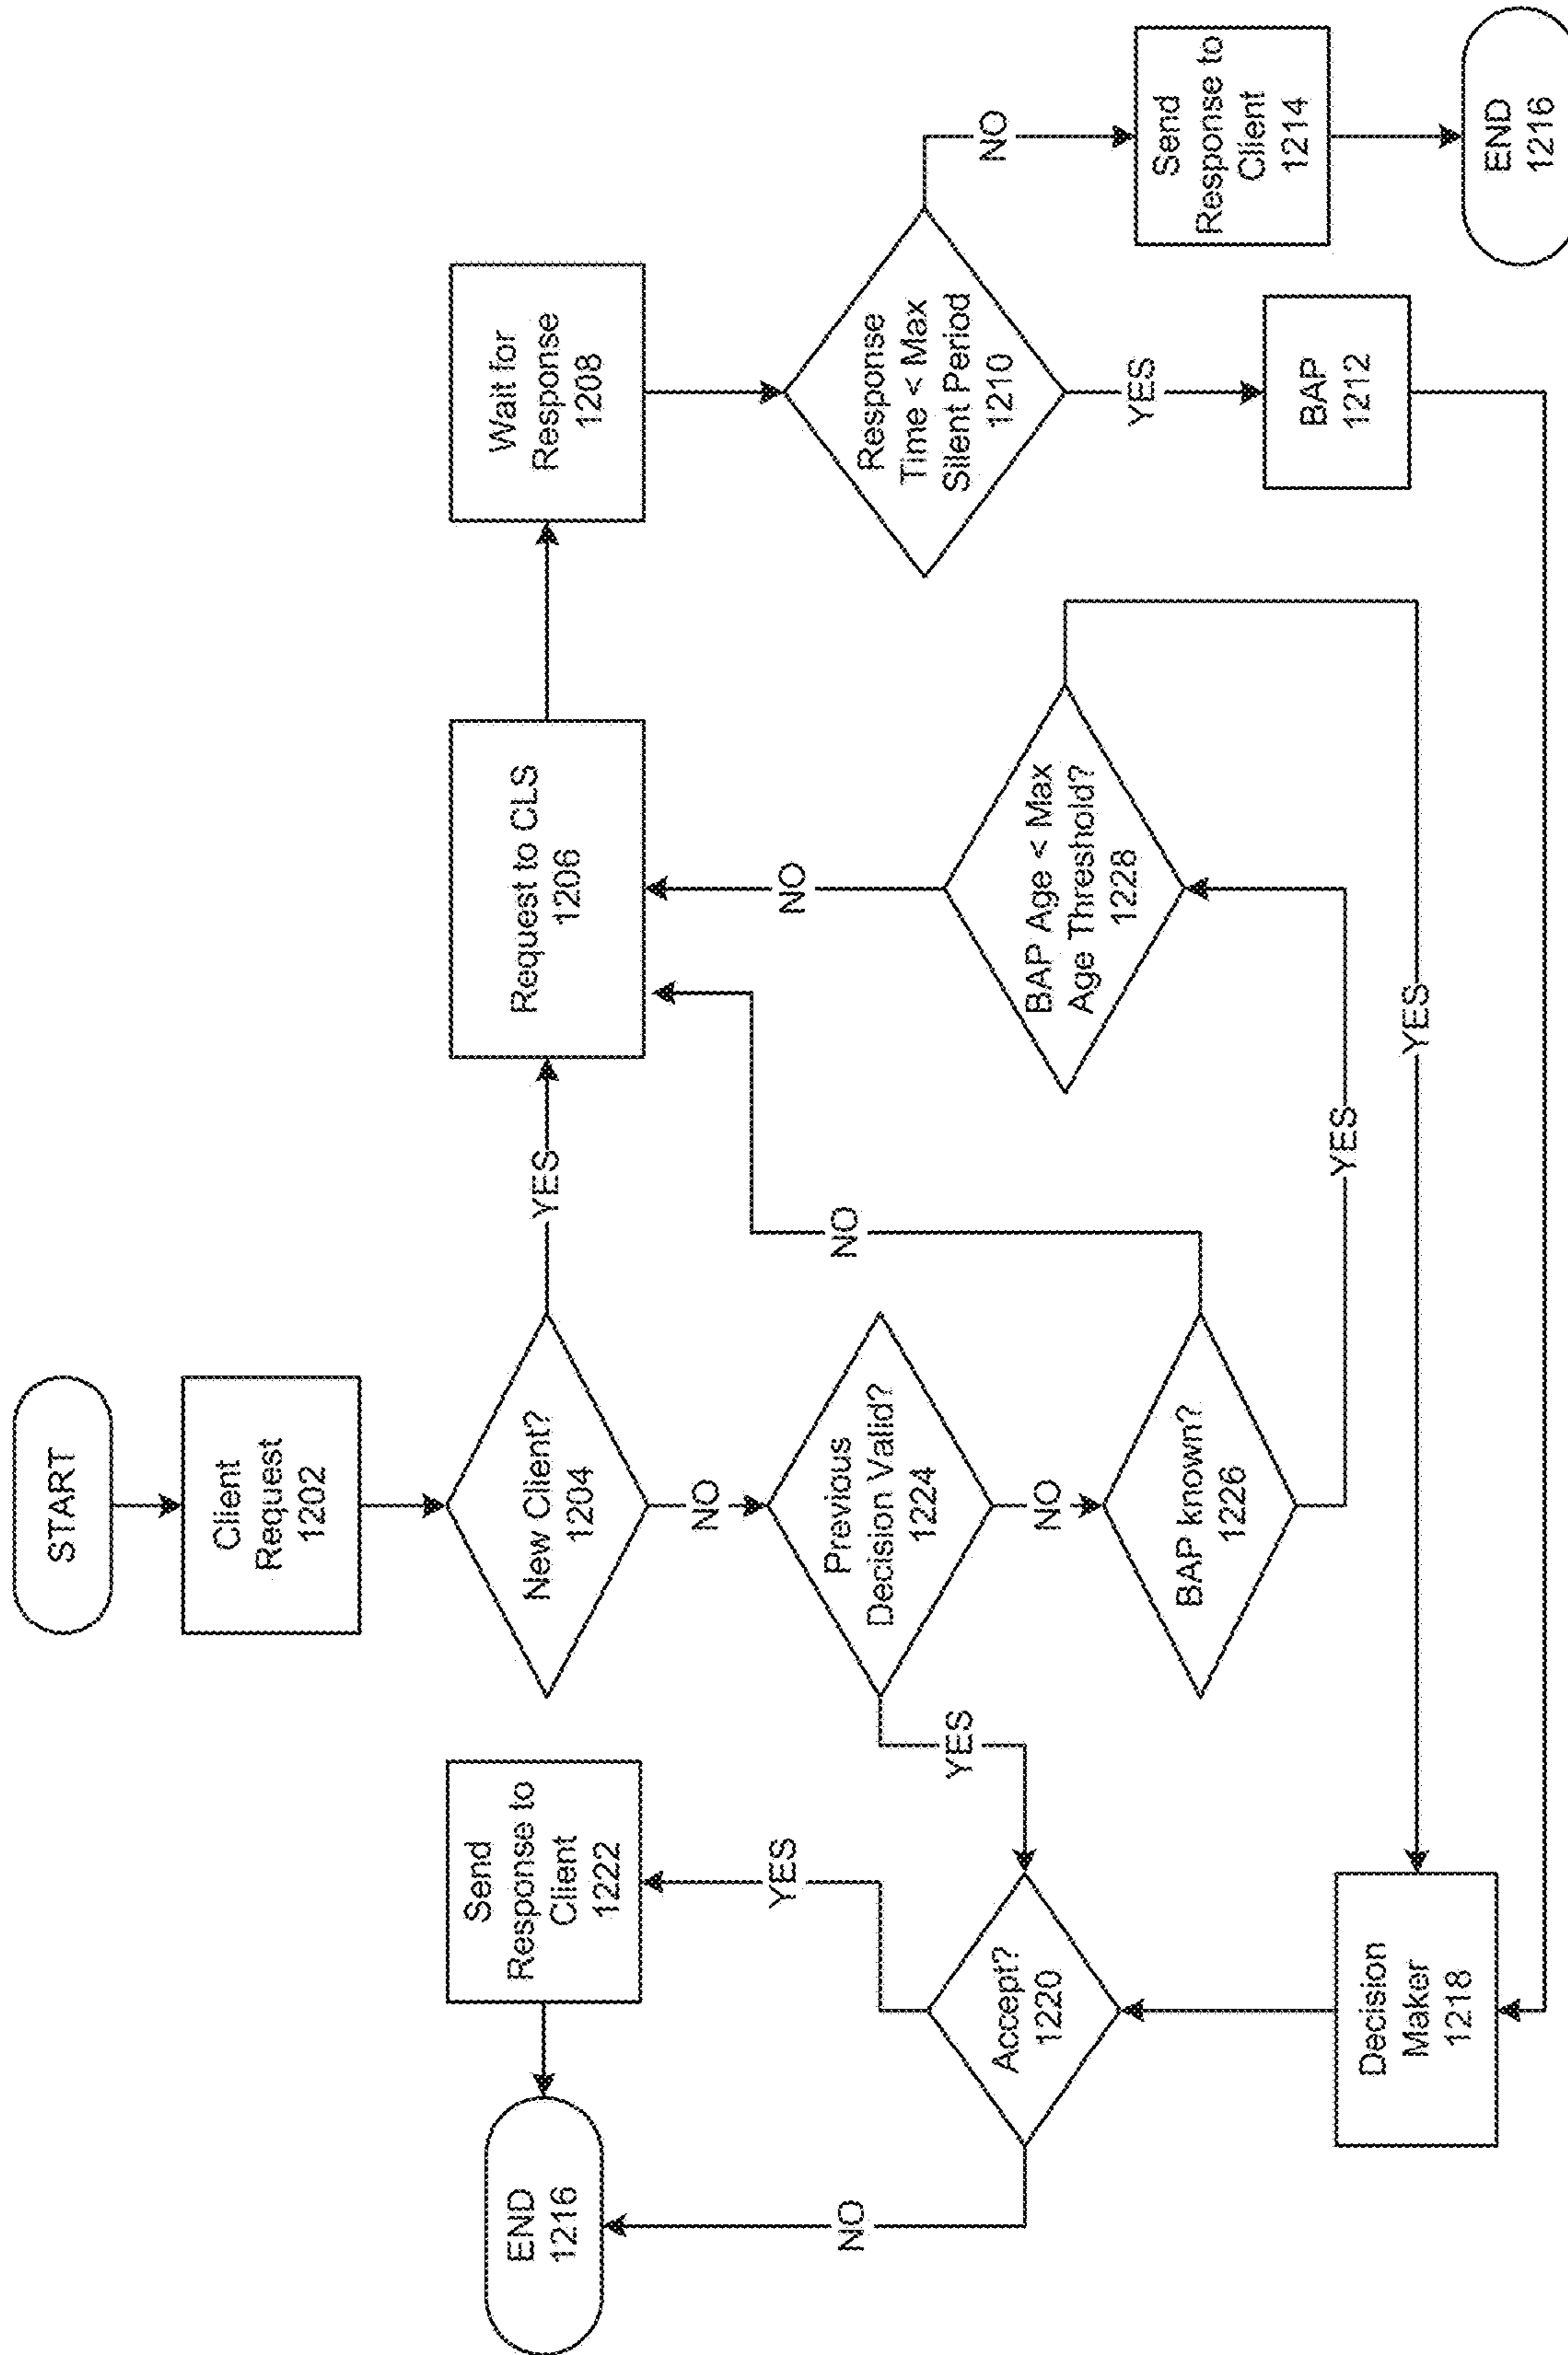 START
Client
Request
1202
New Client?
1204
YES
NO
Request to CLS
1206
Wait for
Response
1208
Response
Time < Max
Silent Period
1210
NO
YES
Send
Response to
Client
1214
END
1216
BAP
1212
Previous
Decision Valid?
1224
YES
NO
BAP known?
1226
NO
YES
BAP Age < Max
Age Threshold?
1228
NO
YES
Decision
Maker
1218
Accept?
1220
YES
NO
Send
Response to
Client
1222
END
1216